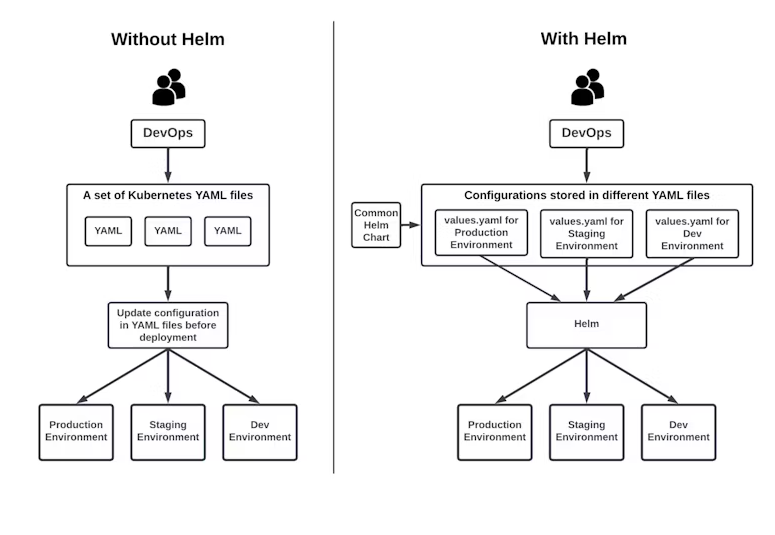 Without Helm
DevOps
A set of Kubernetes YAML files
YAML
YAML
YAML
Update configuration
in YAML files before
deployment
Production
Environment
Staging
Environment
Dev
Environment
With Helm
DevOps
Common
Helm
Chart
Configurations stored in different YAML files
values.yaml for
Production
Environment
values.yaml for
Staging
Environment
values.yaml for
Dev
Environment
Helm
Production
Environment
Staging
Environment
Dev
Environment